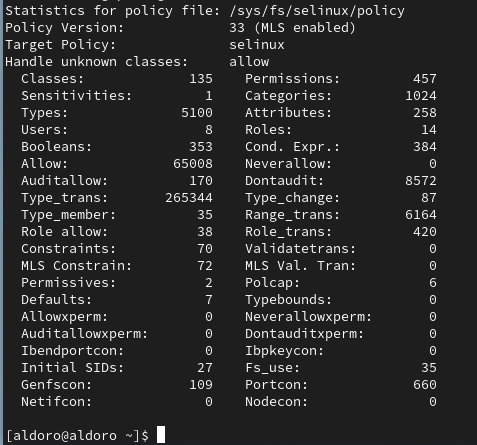 Statistics for policy file: /sys/fs/selinux/policy
Policy Version: 33 (MLS enabled)
Target Policy: selinux
Handle unknown classes: allow
Classes: 135 Permissions: 457
Sensitivities: 1 Categories: 1024
Types: 5100 Attributes: 258
Users: 8 Roles: 14
Booleans: 353 Cond. Expr.: 384
Allow: 65008 Neverallow: 0
Auditallow: 170 Dontaudit: 8572
Type_trans: 265344 Type_change: 87
Type_member: 35 Range_trans: 6164
Role allow: 38 Role_trans: 420
Constraints: 70 Validatetrans: 0
MLS Constrain: 72 MLS Val. Tran: 0
Permissives: 2 Polcap: 6
Defaults: 7 Typebounds: 0
Allowxperm: 0 Neverallowxperm: 0
Auditallowxperm: 0 Dontauditxperm: 0
Ibendportcon: 0 Ibpkeycon: 0
Initial SIDs: 27 Fs_use: 35
Genfscon: 109 Portcon: 660
Netifcon: 0 Nodecon: 0
[aldoro@aldoro ~]$